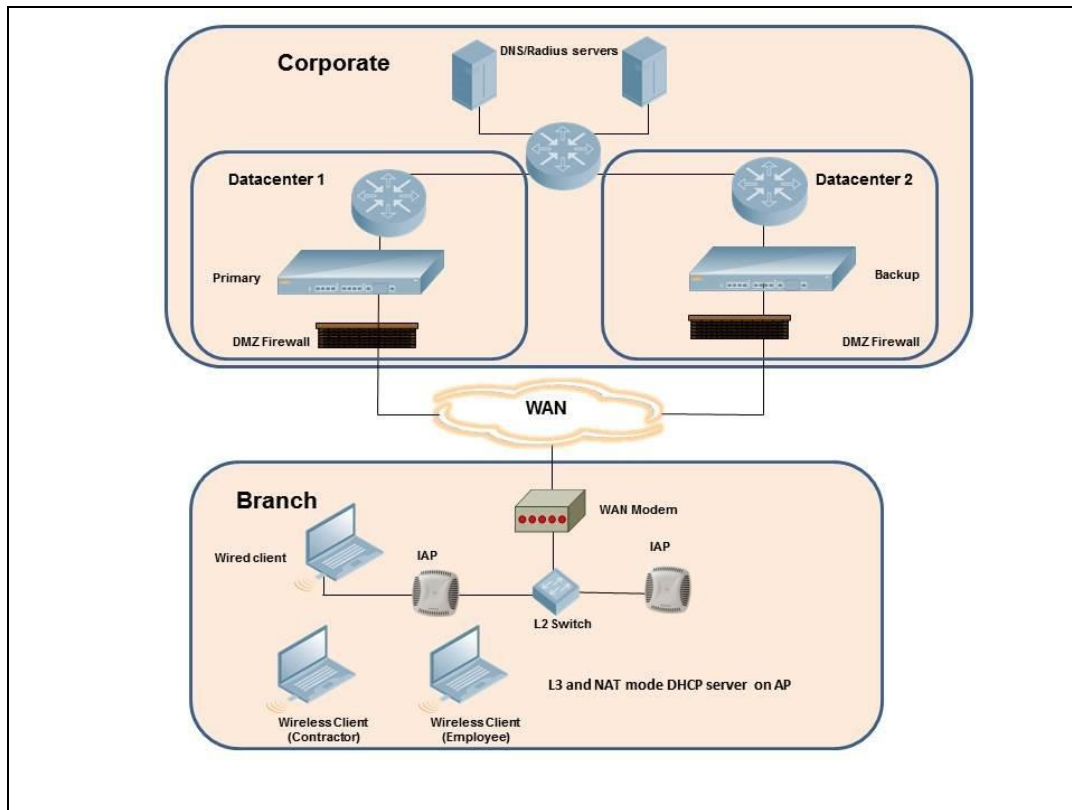 DNS/Radius servers
Corporate
Datacenter 1
Datacenter 2
Primary
Backup
DMZ Firewall
DMZ Firewall
WAN
Branch
WAN Modem
Wired client
IAP
IAP
L2 Switch
L3 and NAT mode DHCP server on AP
Wireless Client
(Contractor)
Wireless Client
(Employee)